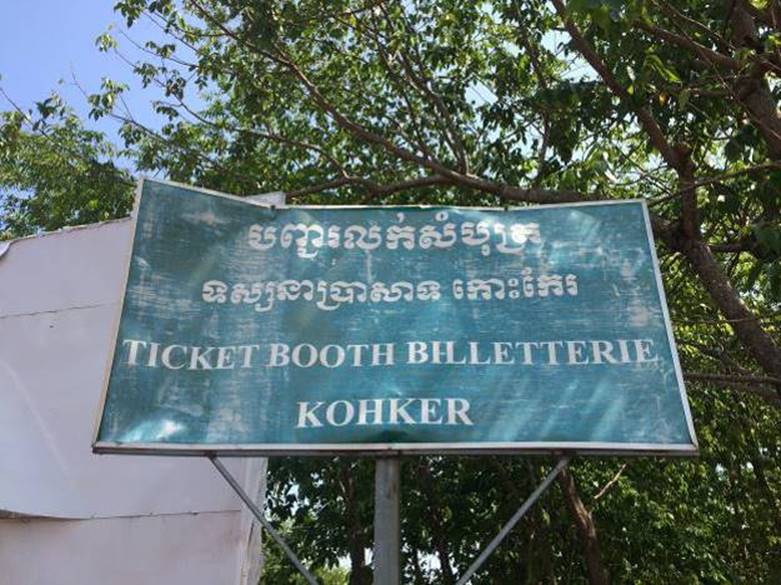 បញ្ជរលក់សំបុត្រ
ទស្សនាប្រាសាទ កោះកែរ
TICKET BOOTH BILLETTERIE
KOHKER